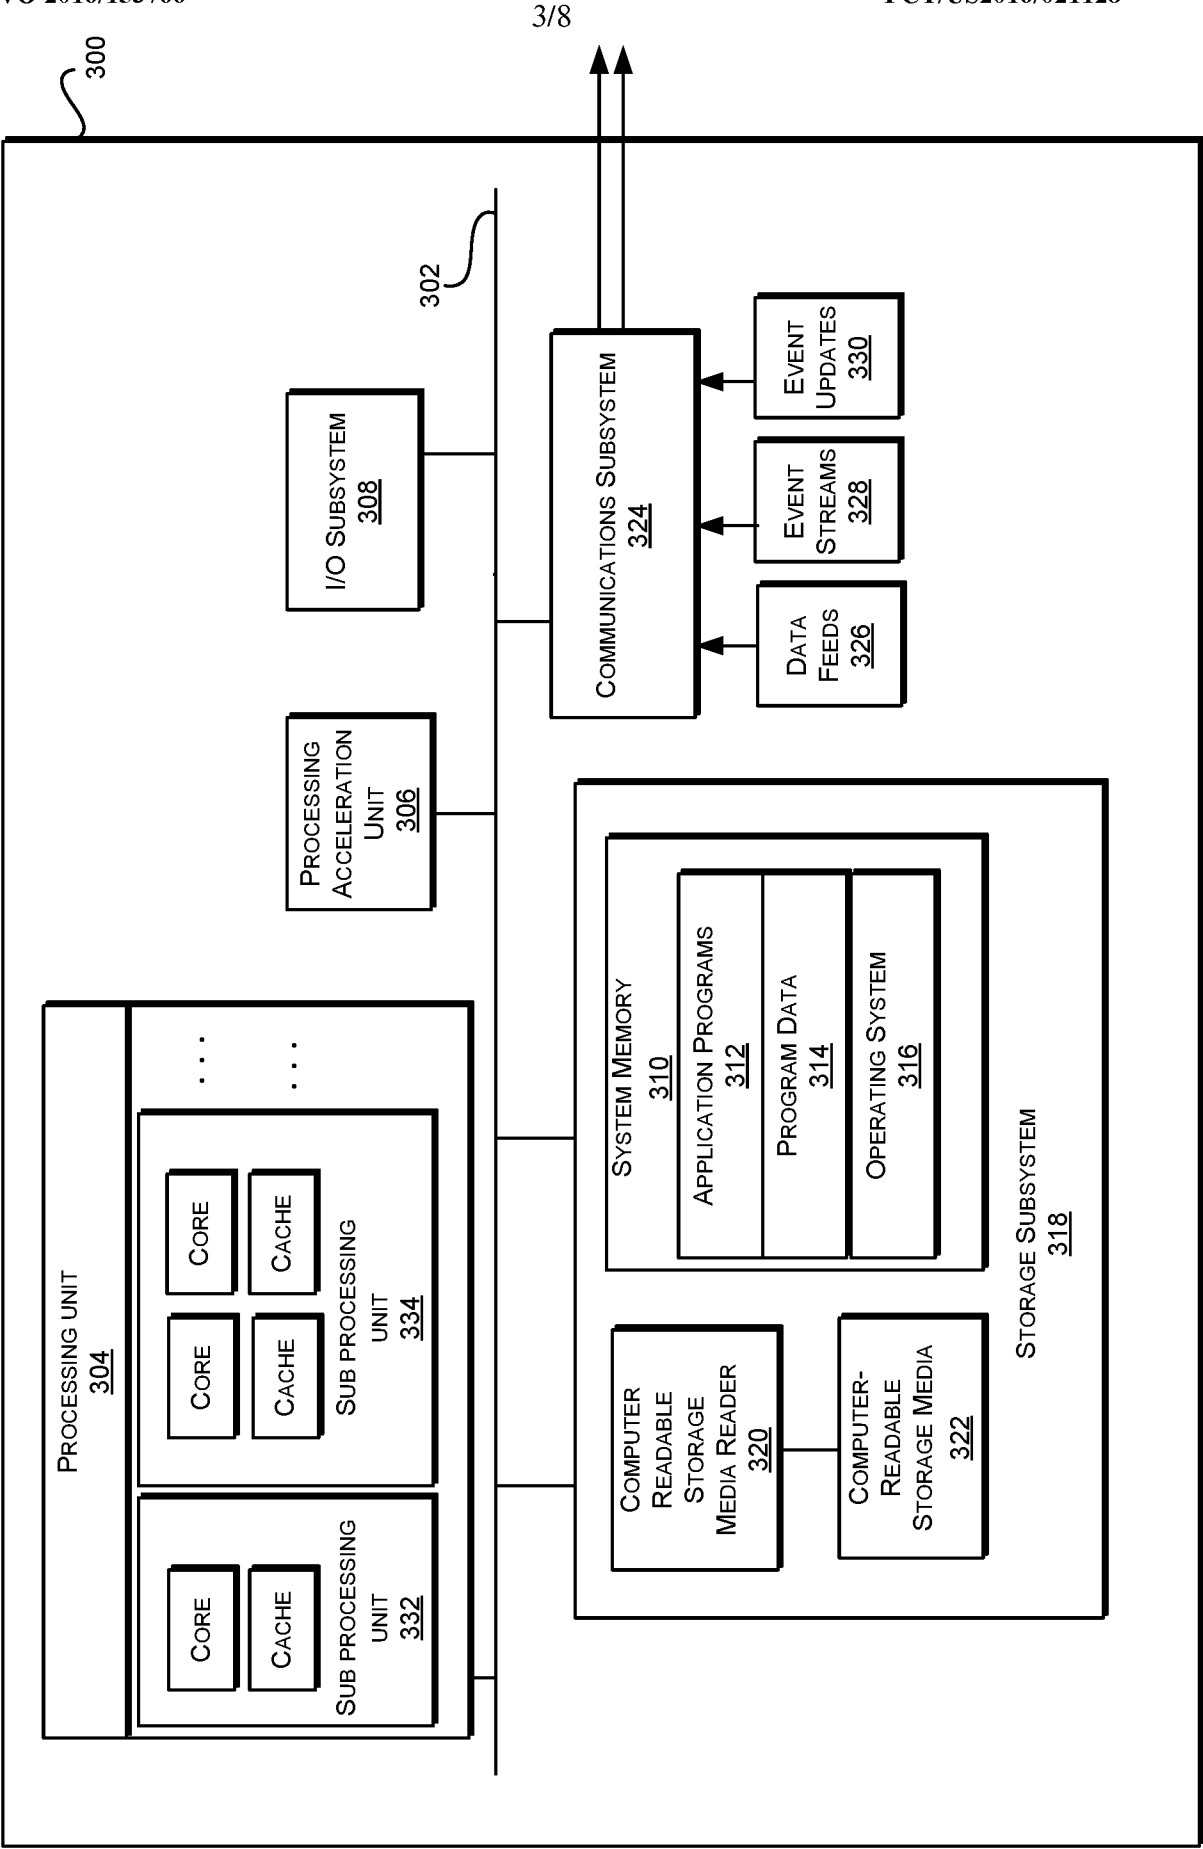 3/8
300
PROCESSING UNIT
304
CORE
CACHE
SUB PROCESSING
UNIT
332
CORE
CORE
CACHE
CACHE
SUB PROCESSING
UNIT
334
. . .
. . .
PROCESSING
ACCELERATION
UNIT
306
I/O SUBSYSTEM
308
302
COMPUTER
READABLE
STORAGE
MEDIA READER
320
COMPUTER-
READABLE
STORAGE MEDIA
322
SYSTEM MEMORY
310
APPLICATION PROGRAMS
312
PROGRAM DATA
314
OPERATING SYSTEM
316
STORAGE SUBSYSTEM
318
COMMUNICATIONS SUBSYSTEM
324
DATA
FEEDS
326
EVENT
STREAMS
328
EVENT
UPDATES
330